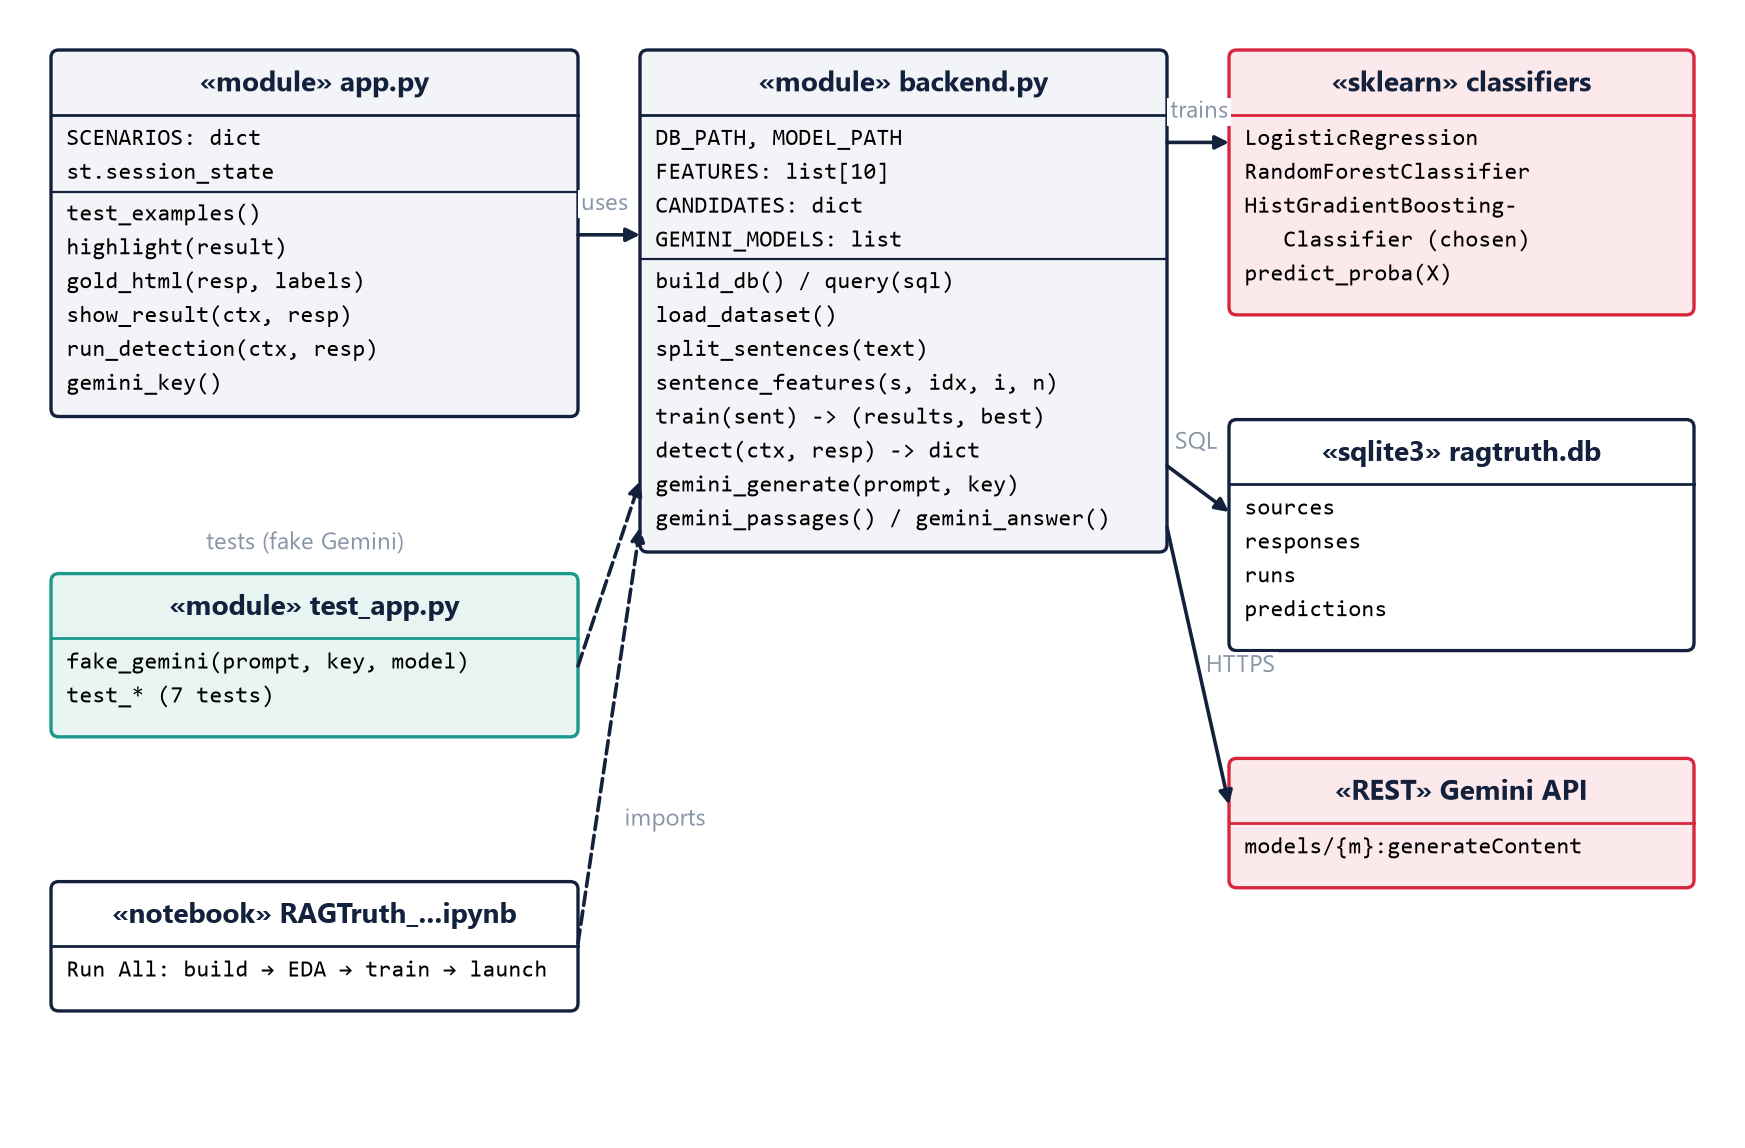 «module» app.py
SCENARIOS: dict
st.session_state
test_examples()
highlight(result)
gold_html(resp, labels)
show_result(ctx, resp)
run_detection(ctx, resp)
gemini_key()
uses
«module» backend.py
DB_PATH, MODEL_PATH
FEATURES: list[10]
CANDIDATES: dict
GEMINI_MODELS: list
build_db() / query(sql)
load_dataset()
split_sentences(text)
sentence_features(s, idx, i, n)
train(sent) -> (results, best)
detect(ctx, resp) -> dict
gemini_generate(prompt, key)
gemini_passages() / gemini_answer()
trains
«sklearn» classifiers
LogisticRegression
RandomForestClassifier
HistGradientBoosting-
Classifier (chosen)
predict_proba(X)
SQL
«sqlite3» ragtruth.db
sources
responses
runs
predictions
HTTPS
«REST» Gemini API
models/{m}:generateContent
tests (fake Gemini)
«module» test_app.py
fake_gemini(prompt, key, model)
test_* (7 tests)
imports
«notebook» RAGTruth_...ipynb
Run All: build → EDA → train → launch